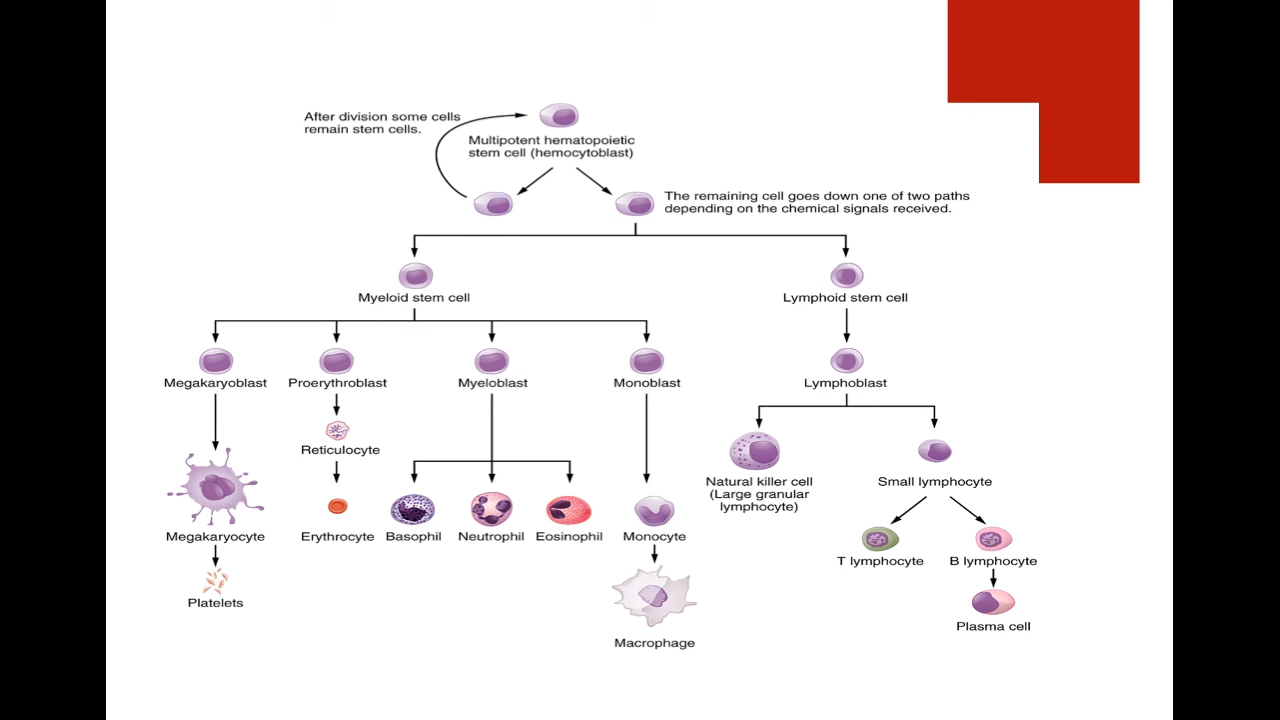 After division some cells
remain stem cells.
Multipotent hematopoietic
stem cell (hemocytoblast)
The remaining cell goes down one of two paths
depending on the chemical signals received.
Myeloid stem cell
Lymphoid stem cell
Megakaryoblast
Proerythroblast
Myeloblast
Monoblast
Lymphoblast
Reticulocyte
Natural killer cell
(Large granular
lymphocyte)
Small lymphocyte
Megakaryocyte
Erythrocyte
Basophil
Neutrophil
Eosinophil
Monocyte
T lymphocyte
B lymphocyte
Platelets
Macrophage
Plasma cell